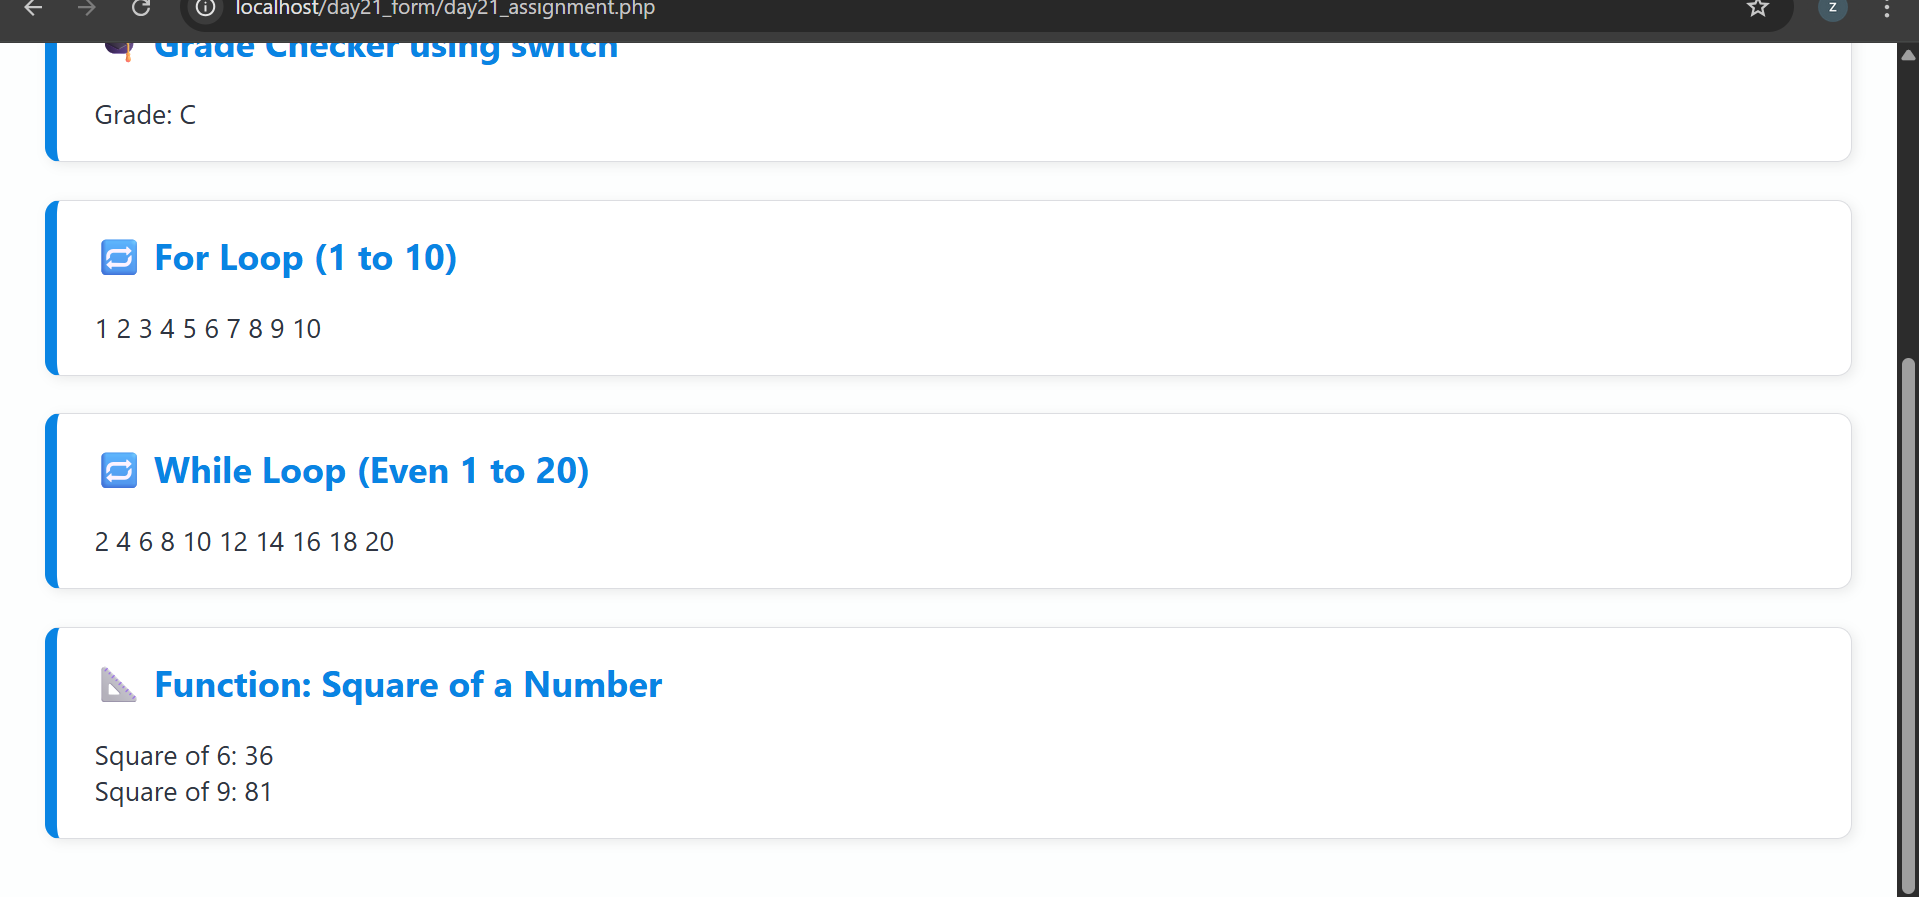 localhost/day21_form/day21_assignment.php
z
Grade Checker using switch
Grade: C
For Loop (1 to 10)
1 2 3 4 5 6 7 8 9 10
While Loop (Even 1 to 20)
2 4 6 8 10 12 14 16 18 20
Function: Square of a Number
Square of 6: 36
Square of 9: 81